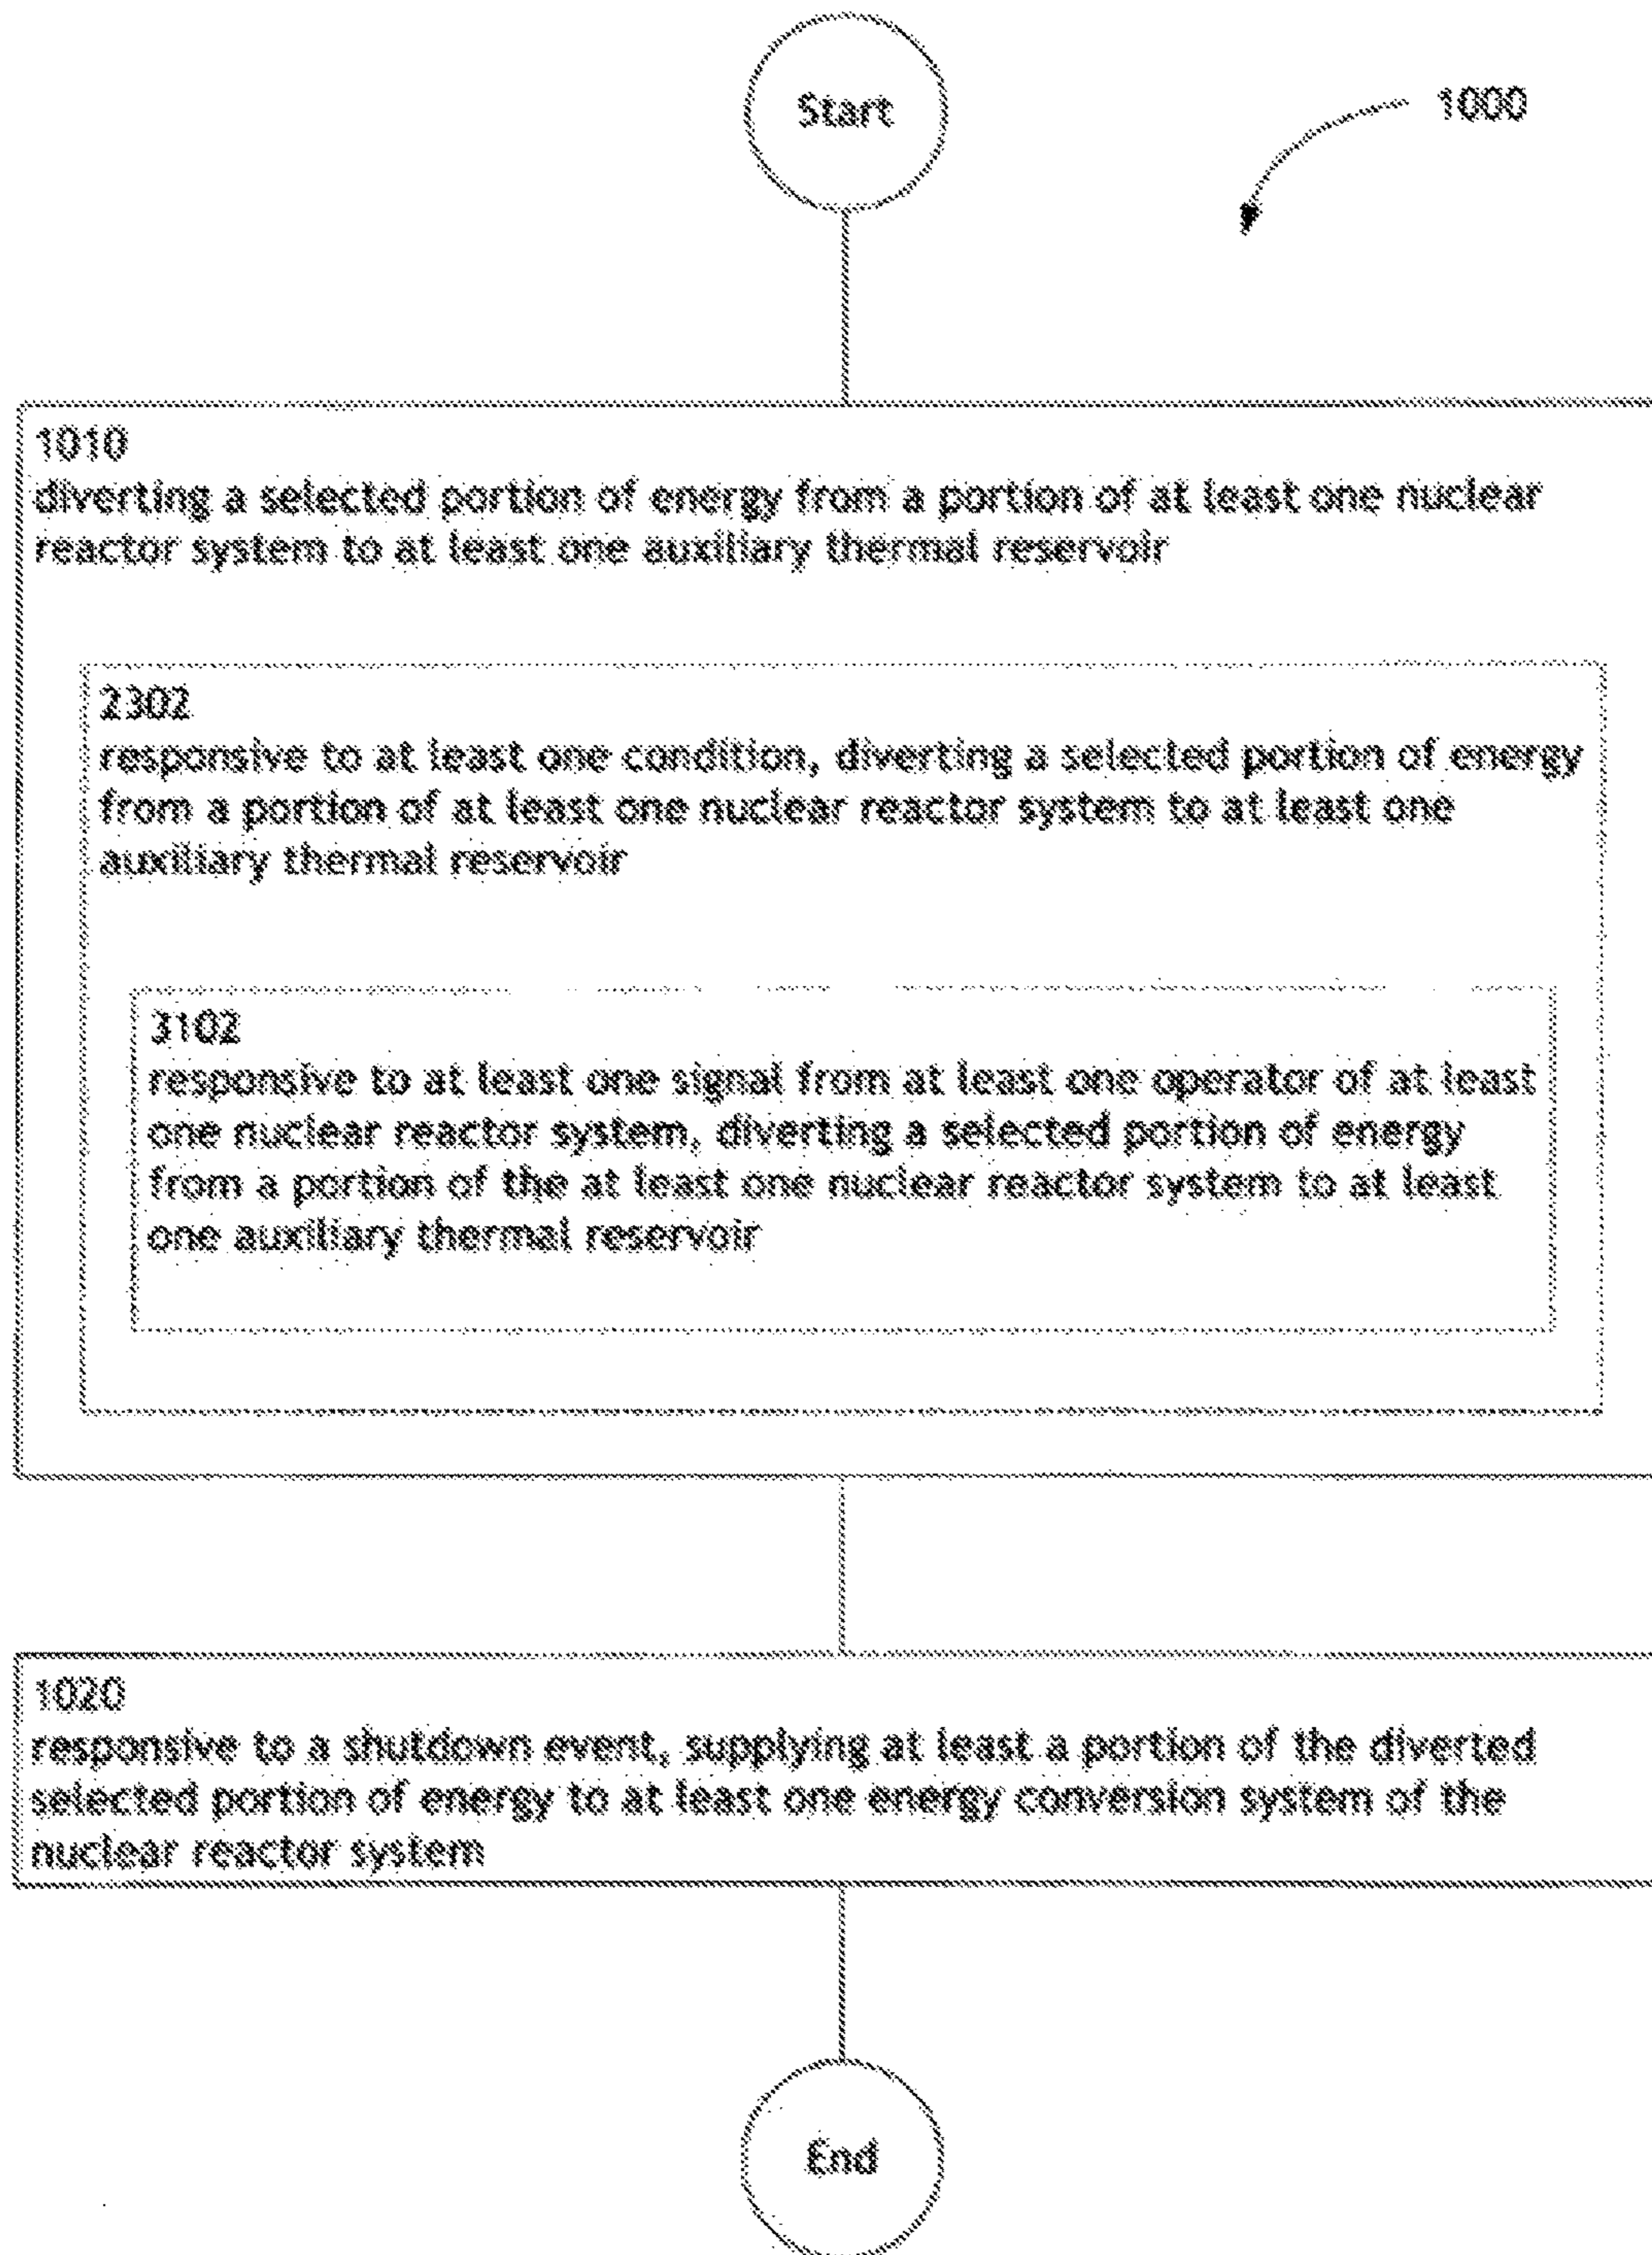 Start
1000
1010
diverting a selected portion of energy from a portion of at least one nuclear
reactor system to at least one auxiliary thermal reservoir
2302
responsive to at least one condition, diverting a selected portion of energy
from a portion of at least one nuclear reactor system to at least one
auxiliary thermal reservoir
3102
responsive to at least one signal from at least one operator of at least
one nuclear reactor system, diverting a selected portion of energy
from a portion of the at least one nuclear reactor system to at least
one auxiliary thermal reservoir
1020
responsive to a shutdown event, supplying at least a portion of the diverted
selected portion of energy to at least one energy conversion system of the
nuclear reactor system
End